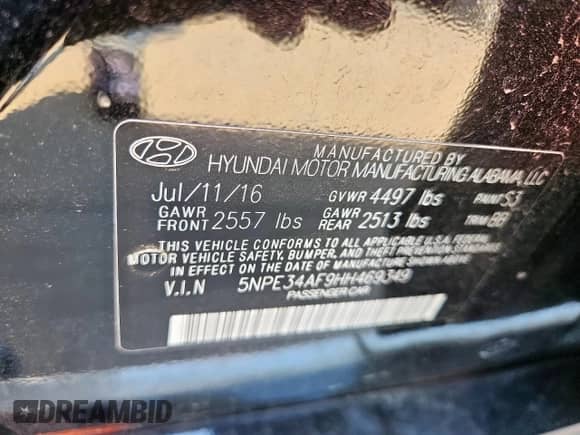 MANUFACTURED BY
HYUNDAI MOTOR MANUFACTURING ALABAMA, LLC
Jul/11/16 GVWR 4497 lbs PAINT S3
GAWR FRONT 2557 lbs GAWR REAR 2513 lbs TRIM BB
THIS VEHICLE CONFORMS TO ALL APPLICABLE U.S.A. FEDERAL
MOTOR VEHICLE SAFETY, BUMPER, AND THEFT PREVENTION
STANDARDS IN EFFECT ON THE DATE OF MANUFACTURE SHOWN ABOVE
V.I.N 5NPE34AF9HH469349
PASSENGER CAR
DREAMBID